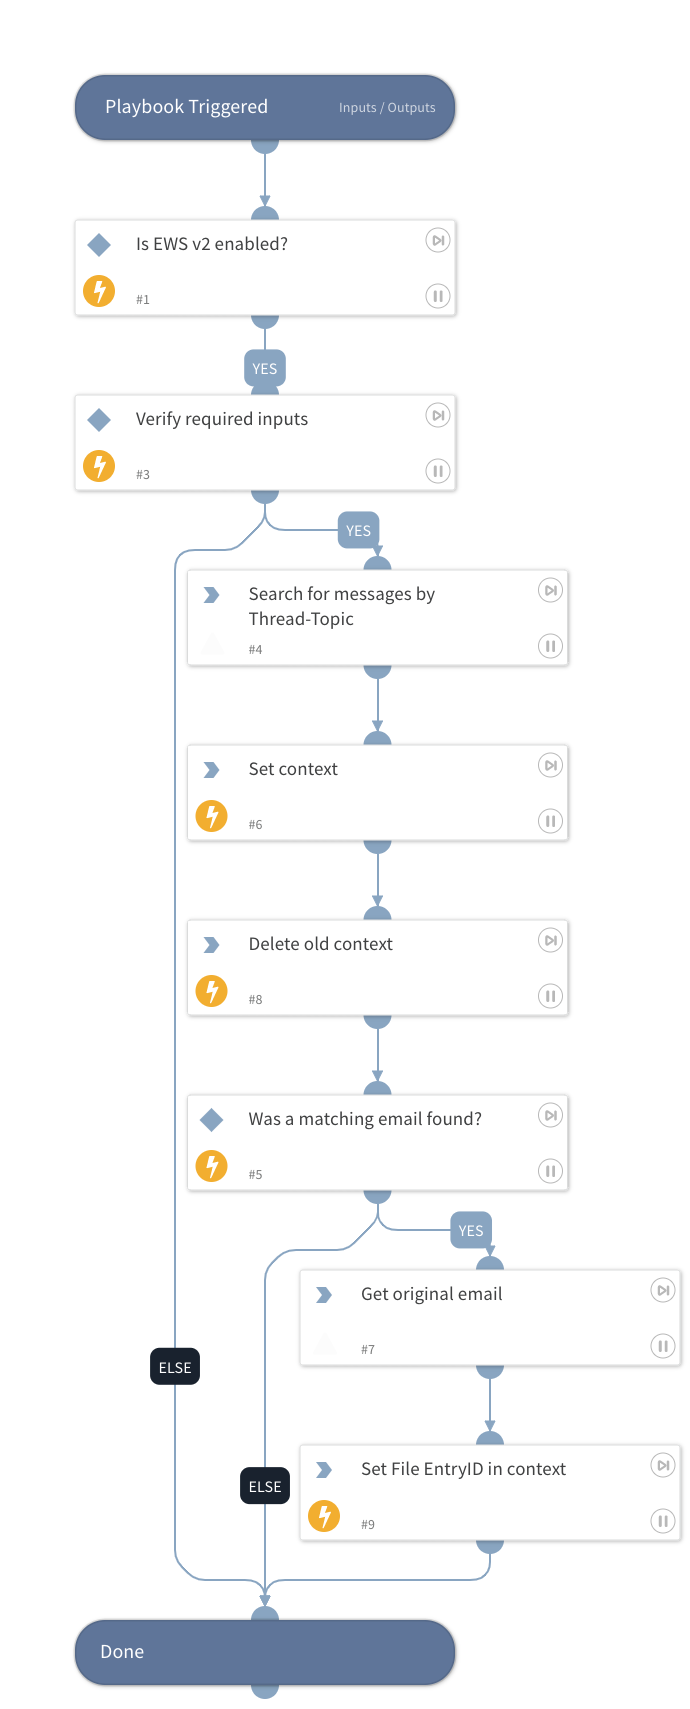 Playbook Triggered
Inputs / Outputs
Is EWS v2 enabled?
#1
YES
Verify required inputs
#3
YES
Search for messages by
Thread-Topic
#4
Set context
#6
Delete old context
#8
Was a matching email found?
#5
YES
Get original email
#7
ELSE
Set File EntryID in context
ELSE
#9
Done